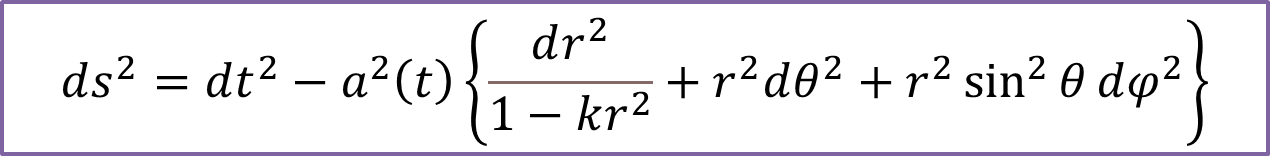 ds² = dt² − a²(t) { dr² / (1 − kr²) + r²dθ² + r² sin² θ dφ² }